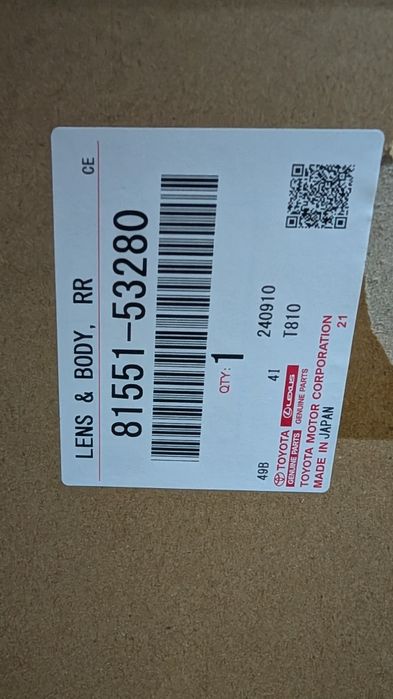 LENS & BODY, RR CE
81551-53280
QTY: 1
49B 4I 240910
T810
TOYOTA GENUINE PARTS LEXUS GENUINE PARTS
TOYOTA MOTOR CORPORATION
MADE IN JAPAN 21